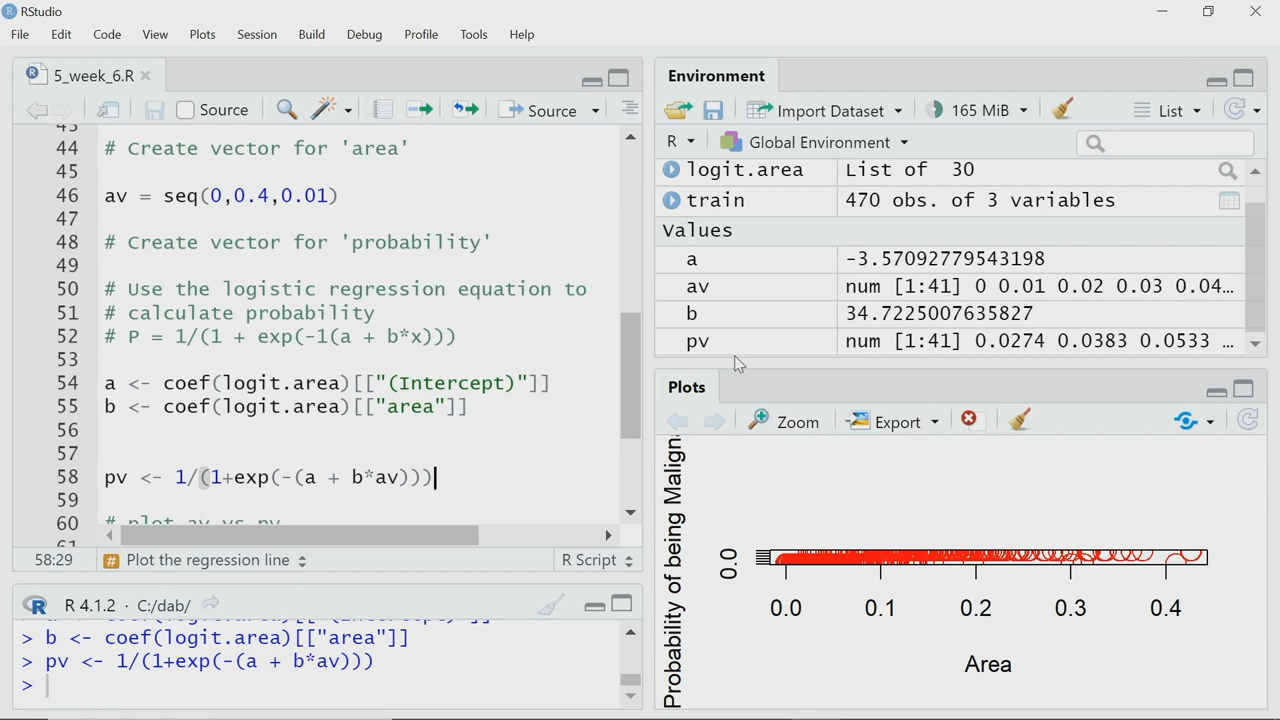 RStudio
File Edit Code View Plots Session Build Debug Profile Tools Help
5_week_6.R
Source
Source
44 # Create vector for 'area'
45
46 av = seq(0,0.4,0.01)
47
48 # Create vector for 'probability'
49
50 # Use the logistic regression equation to
51 # calculate probability
52 # P = 1/(1 + exp(-1(a + b*x)))
53
54 a <- coef(logit.area)[["(Intercept)"]]
55 b <- coef(logit.area)[["area"]]
56
57
58 pv <- 1/(1+exp(-(a + b*av)))
59
60 # plot av vs pv
61
58:29 # Plot the regression line R Script
R 4.1.2 · C:/dab/
> b <- coef(logit.area)[["area"]]
> pv <- 1/(1+exp(-(a + b*av)))
>
Environment
Import Dataset 165 MiB List
R Global Environment
logit.area List of 30
train 470 obs. of 3 variables
Values
a -3.57092779543198
av num [1:41] 0 0.01 0.02 0.03 0.04...
b 34.7225007635827
pv num [1:41] 0.0274 0.0383 0.0533 ...
Plots
Zoom Export
Probability of being Malign
0.0
0.0 0.1 0.2 0.3 0.4
Area